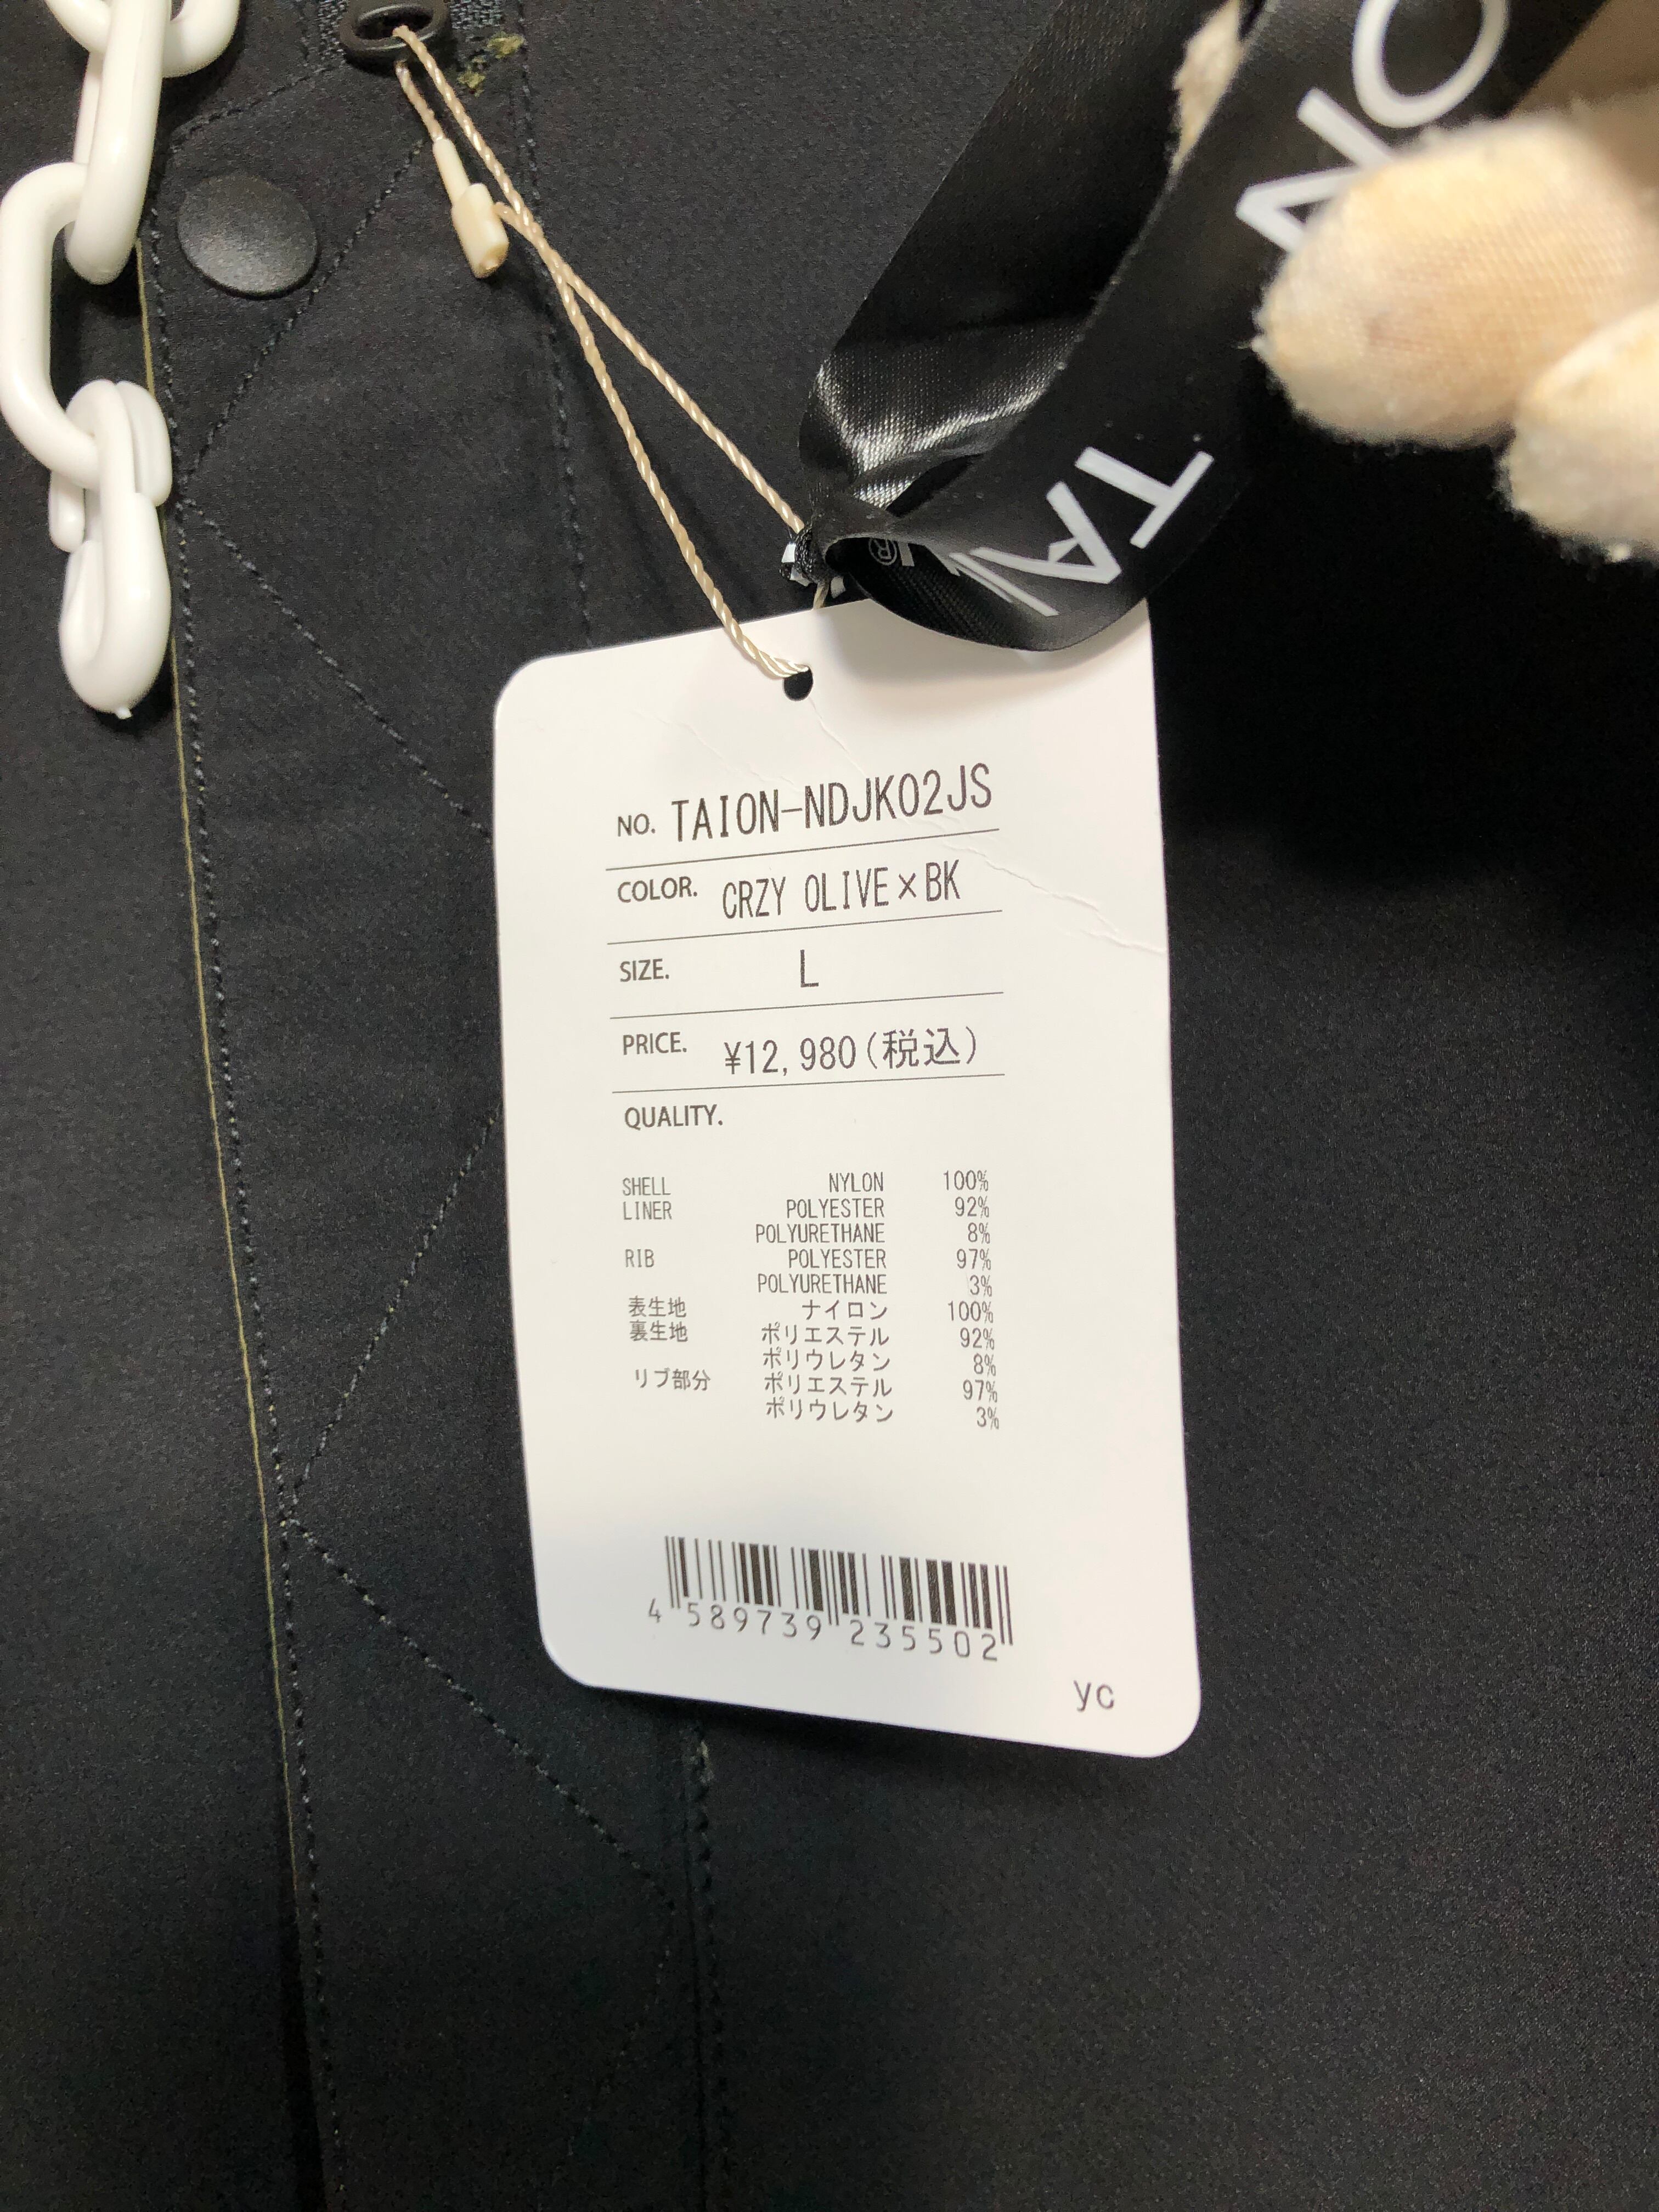 TAION
TAI
®
NO. TAION-NDJK02JS
COLOR. CRZY OLIVE×BK
SIZE. L
PRICE. ¥12,980(税込)
QUALITY.
SHELL NYLON 100%
LINER POLYESTER 92%
POLYURETHANE 8%
RIB POLYESTER 97%
POLYURETHANE 3%
表生地 ナイロン 100%
裏生地 ポリエステル 92%
ポリウレタン 8%
リブ部分 ポリエステル 97%
ポリウレタン 3%
4 589739 235502
yc